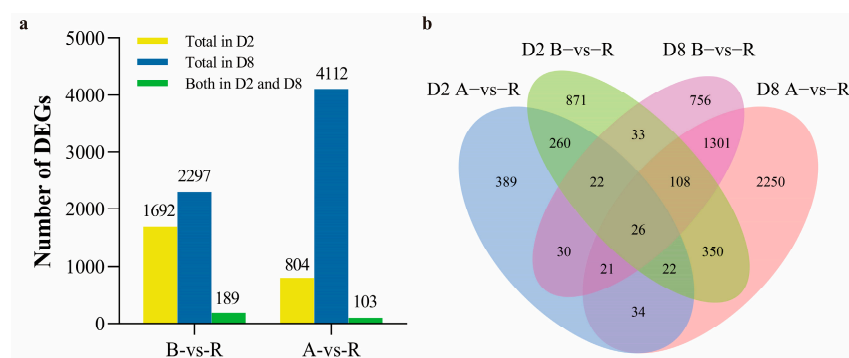 a
5000
4000
3000
2000
1000
0
Number of DEGs
Total in D2
Total in D8
Both in D2 and D8
1692
2297
189
804
4112
103
B-vs-R
A-vs-R
b
D2 B−vs−R
D8 B−vs−R
D2 A−vs−R
D8 A−vs−R
871
756
260
33
1301
389
22
108
2250
26
30
21
22
350
34